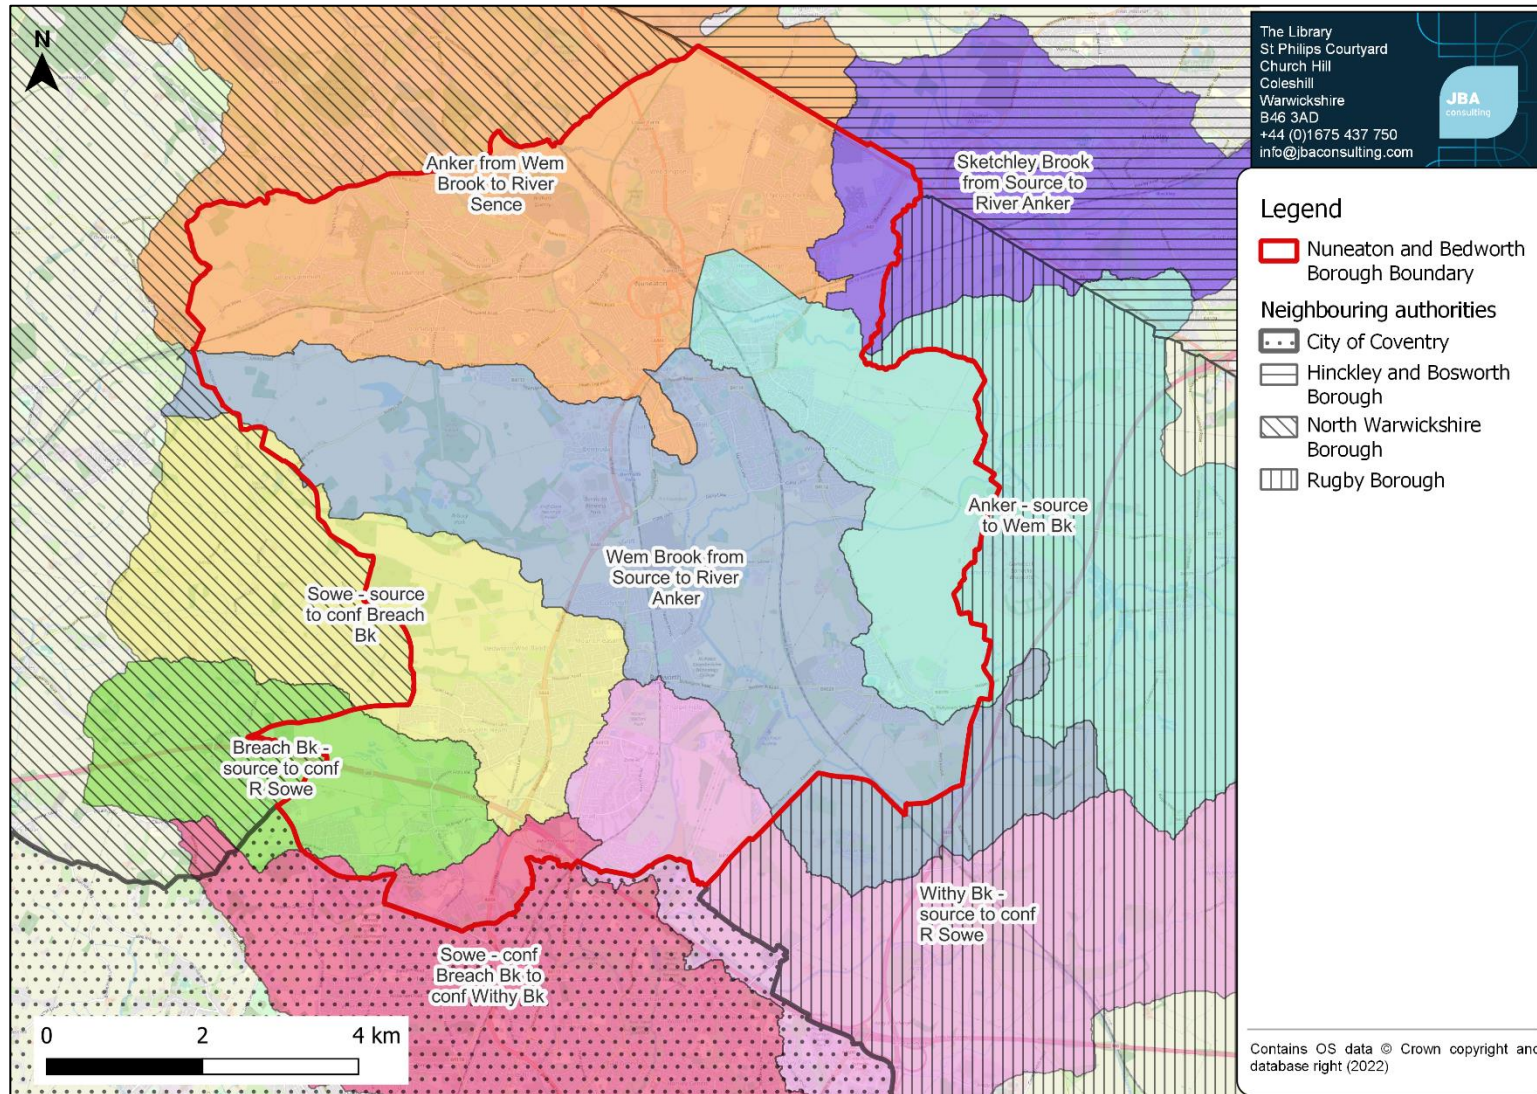 N
Anker from Wem
Brook to River
Sence
Sketchley Brook
from Source to
River Anker
Anker - source
to Wem Bk
Wem Brook from
Source to River
Anker
Sowe - source
to conf Breach
Bk
Breach Bk -
source to conf
R Sowe
Withy Bk -
source to conf
R Sowe
Sowe - conf
Breach Bk to
conf Withy Bk
0 2 4 km
The Library
St Philips Courtyard
Church Hill
Coleshill
Warwickshire
B46 3AD
+44 (0)1675 437 750
info@jbaconsulting.com
JBA
consulting
Legend
Nuneaton and Bedworth
Borough Boundary
Neighbouring authorities
City of Coventry
Hinckley and Bosworth
Borough
North Warwickshire
Borough
Rugby Borough
Contains OS data © Crown copyright and
database right (2022)